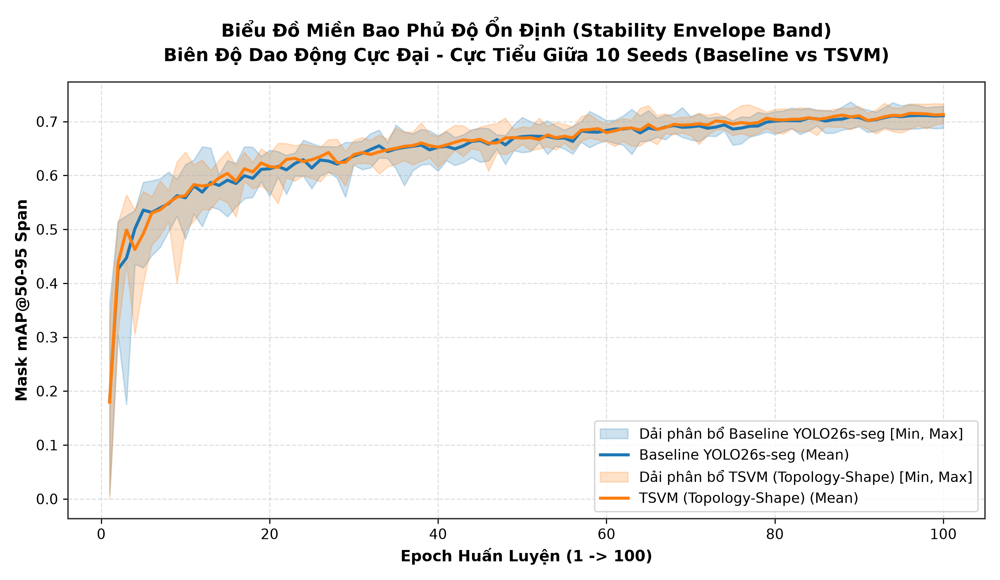 Biểu Đồ Miền Bao Phủ Độ Ổn Định (Stability Envelope Band)
Biên Độ Dao Động Cực Đại - Cực Tiểu Giữa 10 Seeds (Baseline vs TSVM)
Mask mAP@50-95 Span
0.7
0.6
0.5
0.4
0.3
0.2
0.1
0.0
Dải phân bổ Baseline YOLO26s-seg [Min, Max]
Baseline YOLO26s-seg (Mean)
Dải phân bổ TSVM (Topology-Shape) [Min, Max]
TSVM (Topology-Shape) (Mean)
0 20 40 60 80 100
Epoch Huấn Luyện (1 -> 100)